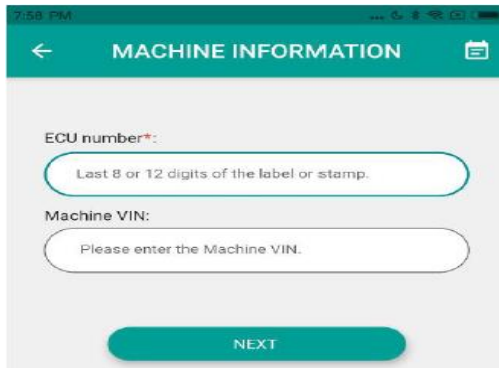 7:58 PM
MACHINE INFORMATION
ECU number*:
Last 8 or 12 digits of the label or stamp.
Machine VIN:
Please enter the Machine VIN.
NEXT